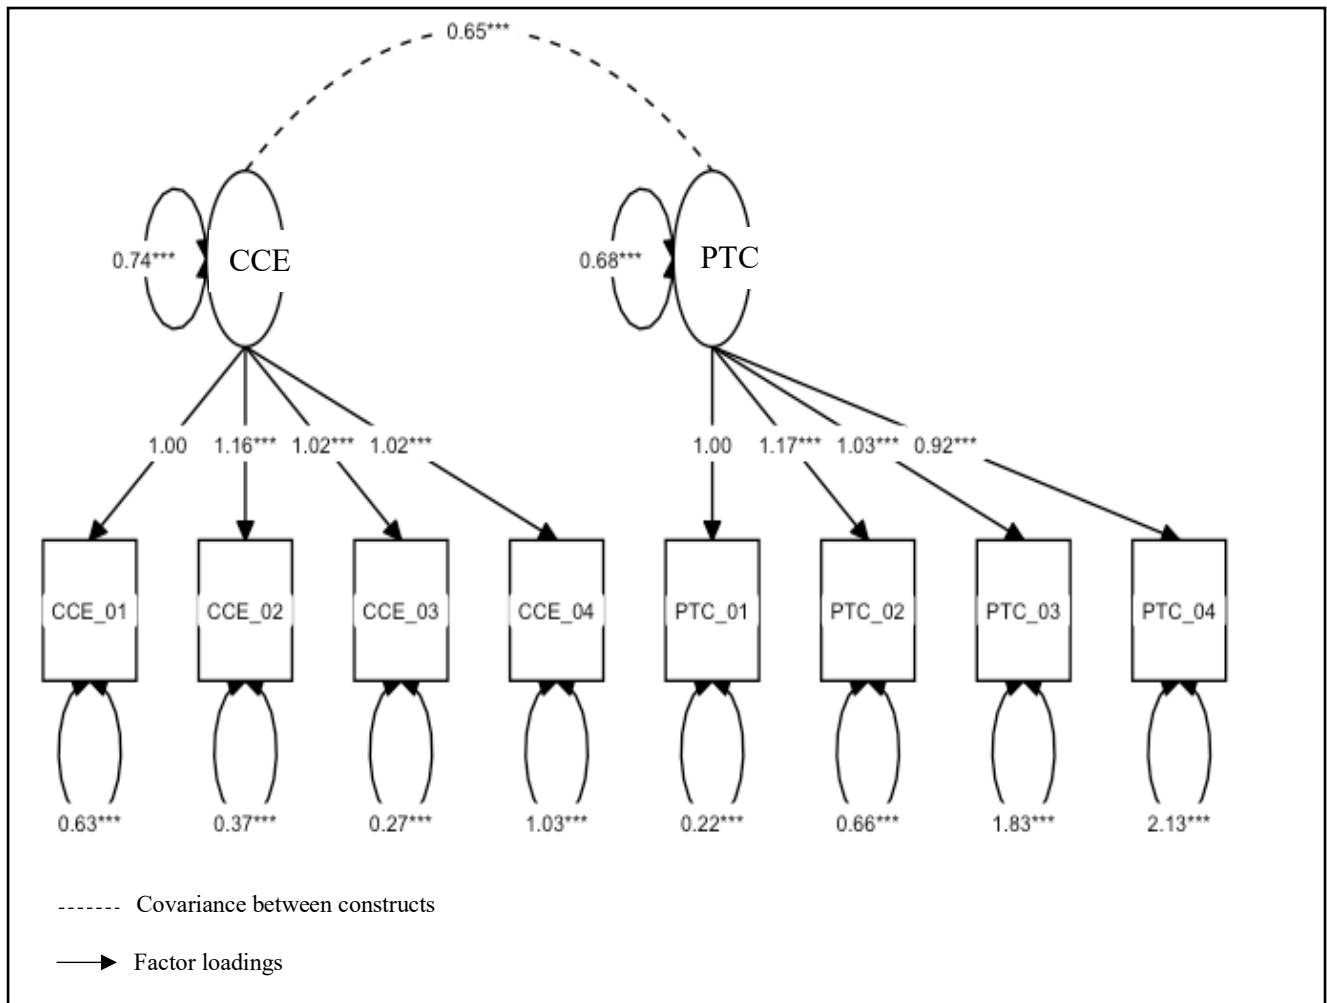 0.65***
0.74*** CCE 0.68*** PTC
1.00 1.16*** 1.02*** 1.02*** 1.00 1.17*** 1.03*** 0.92***
CCE_01 CCE_02 CCE_03 CCE_04 PTC_01 PTC_02 PTC_03 PTC_04
0.63*** 0.37*** 0.27*** 1.03*** 0.22*** 0.66*** 1.83*** 2.13***
Covariance between constructs
Factor loadings